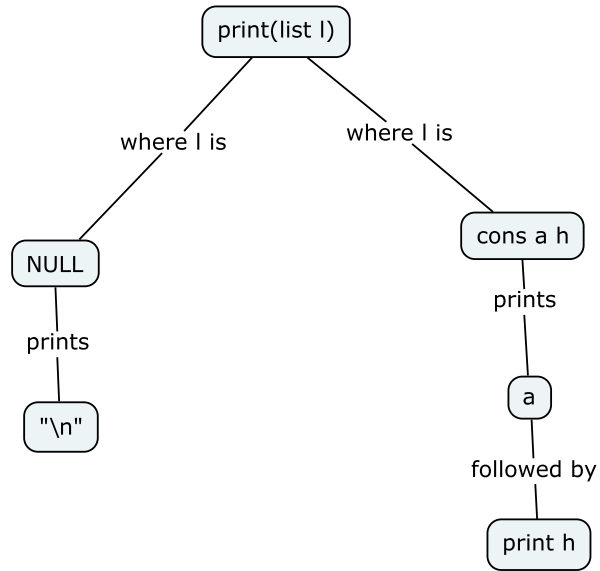 print(list l)
where l is
where l is
NULL
cons a h
prints
prints
"\n"
a
followed by
print h